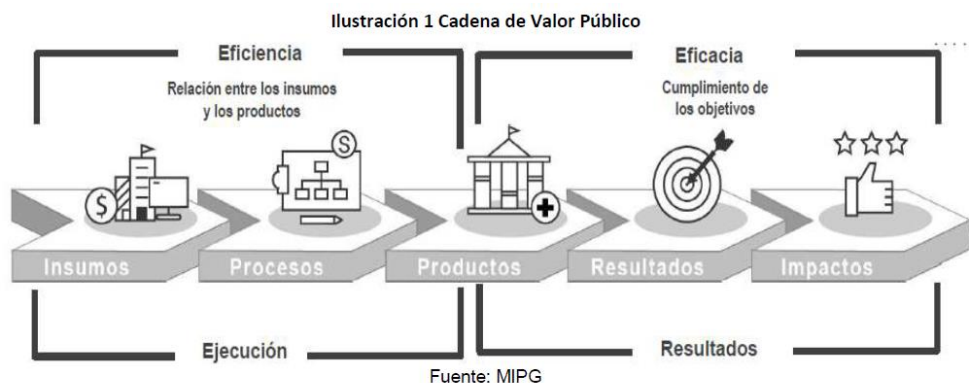 Ilustración 1 Cadena de Valor Público
Eficiencia
Relación entre los insumos
y los productos
Eficacia
Cumplimiento de
los objetivos
$
S
Insumos
Procesos
Productos
Resultados
Impactos
Ejecución
Resultados
Fuente: MIPG